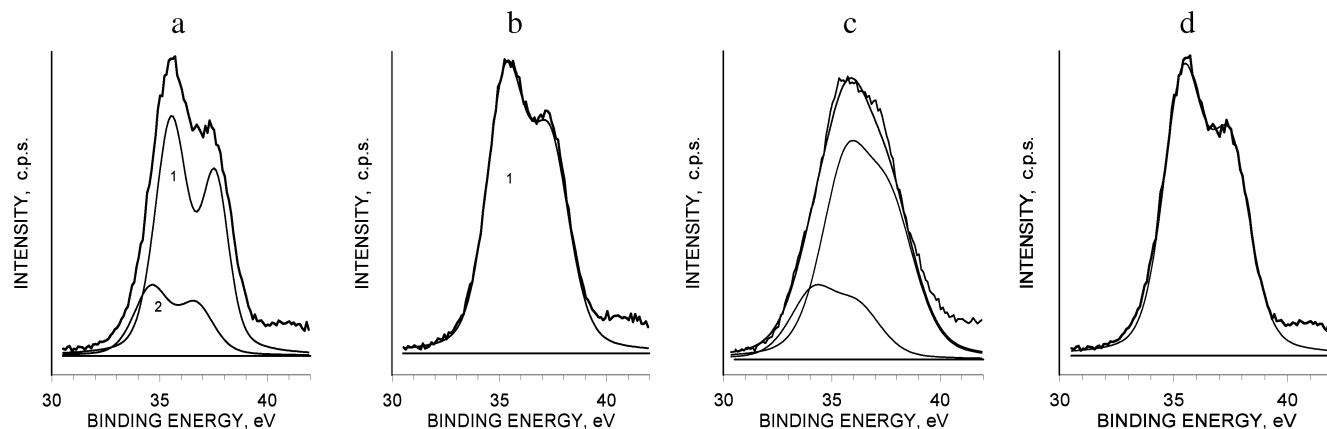 a
b
c
d
INTENSITY, c.p.s.
1
2
30
35
40
BINDING ENERGY, eV
INTENSITY, c.p.s.
1
30
35
40
BINDING ENERGY, eV
INTENSITY, c.p.s.
30
35
40
BINDING ENERGY, eV
INTENSITY, c.p.s.
30
35
40
BINDING ENERGY, eV